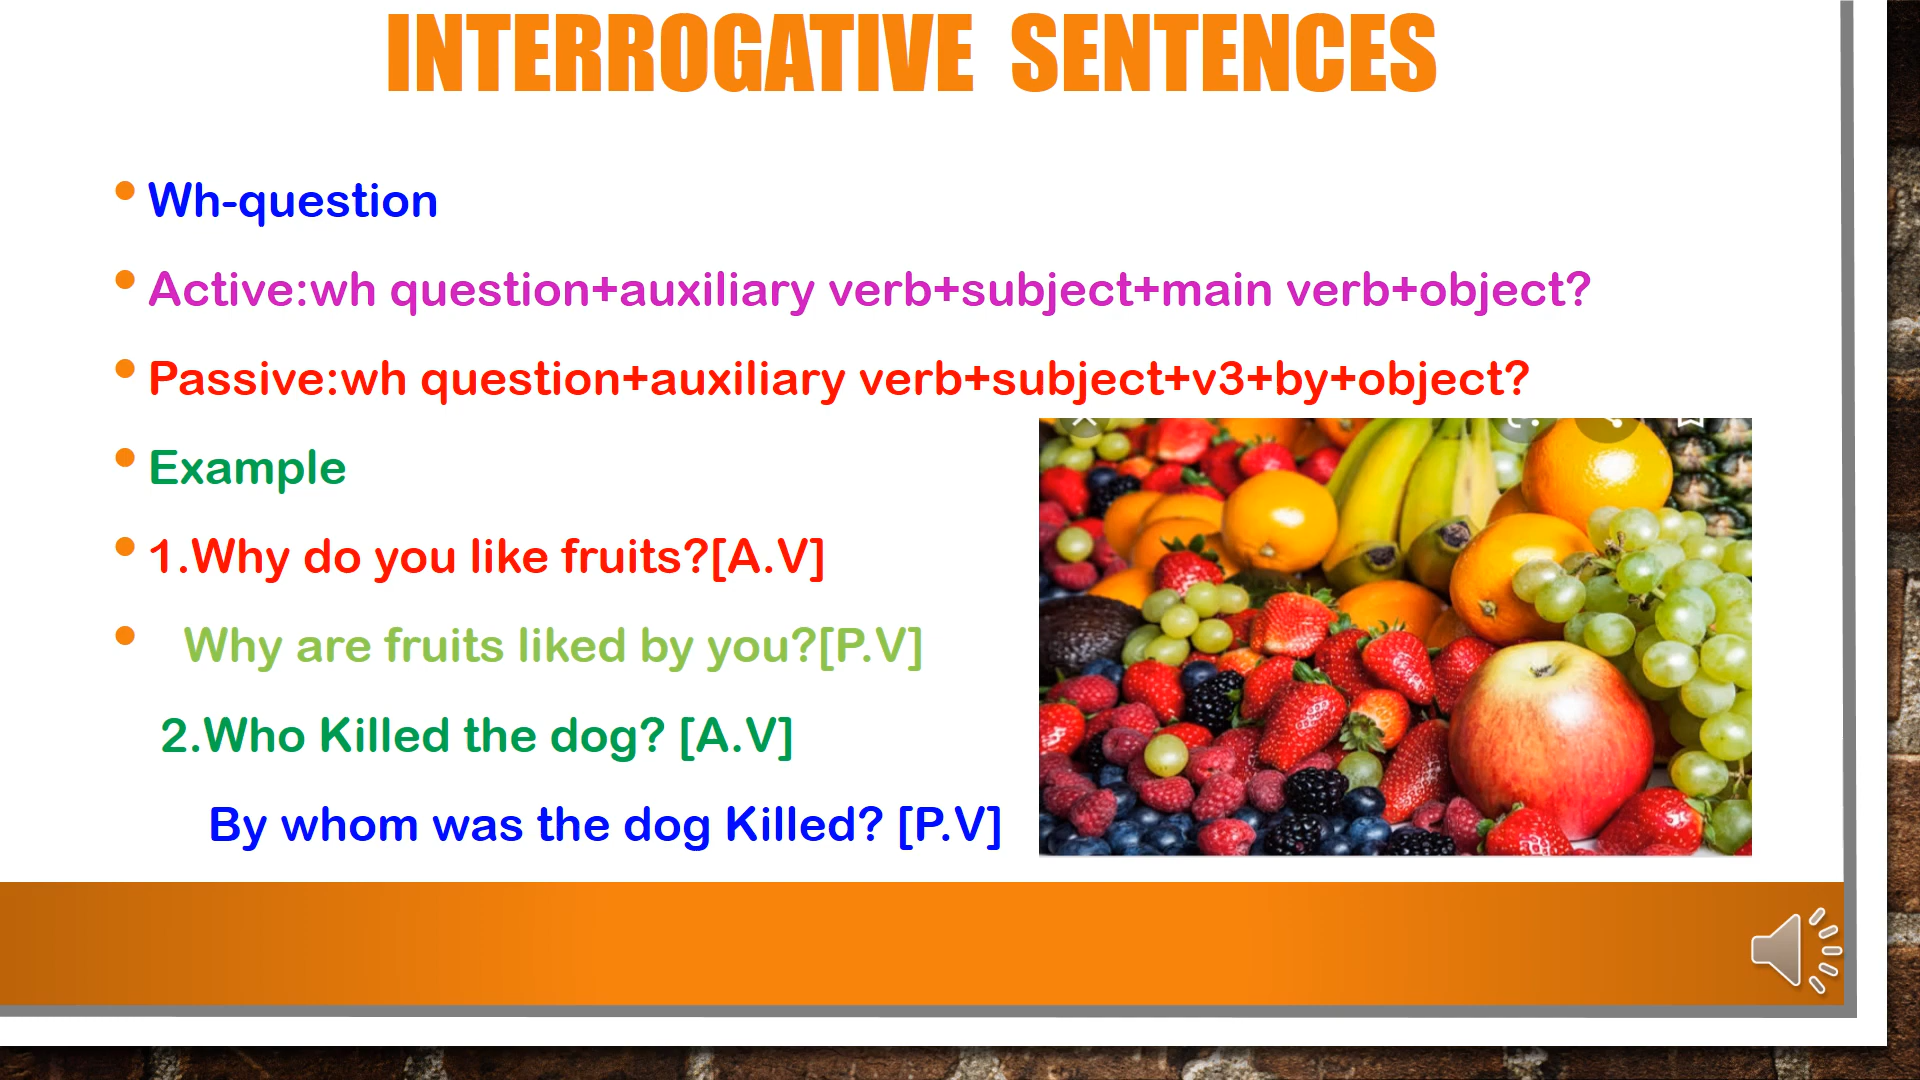 INTERROGATIVE SENTENCES
• Wh-question
• Active:wh question+auxiliary verb+subject+main verb+object?
• Passive:wh question+auxiliary verb+subject+v3+by+object?
• Example
• 1.Why do you like fruits?[A.V]
• Why are fruits liked by you?[P.V]
2.Who Killed the dog? [A.V]
By whom was the dog Killed? [P.V]